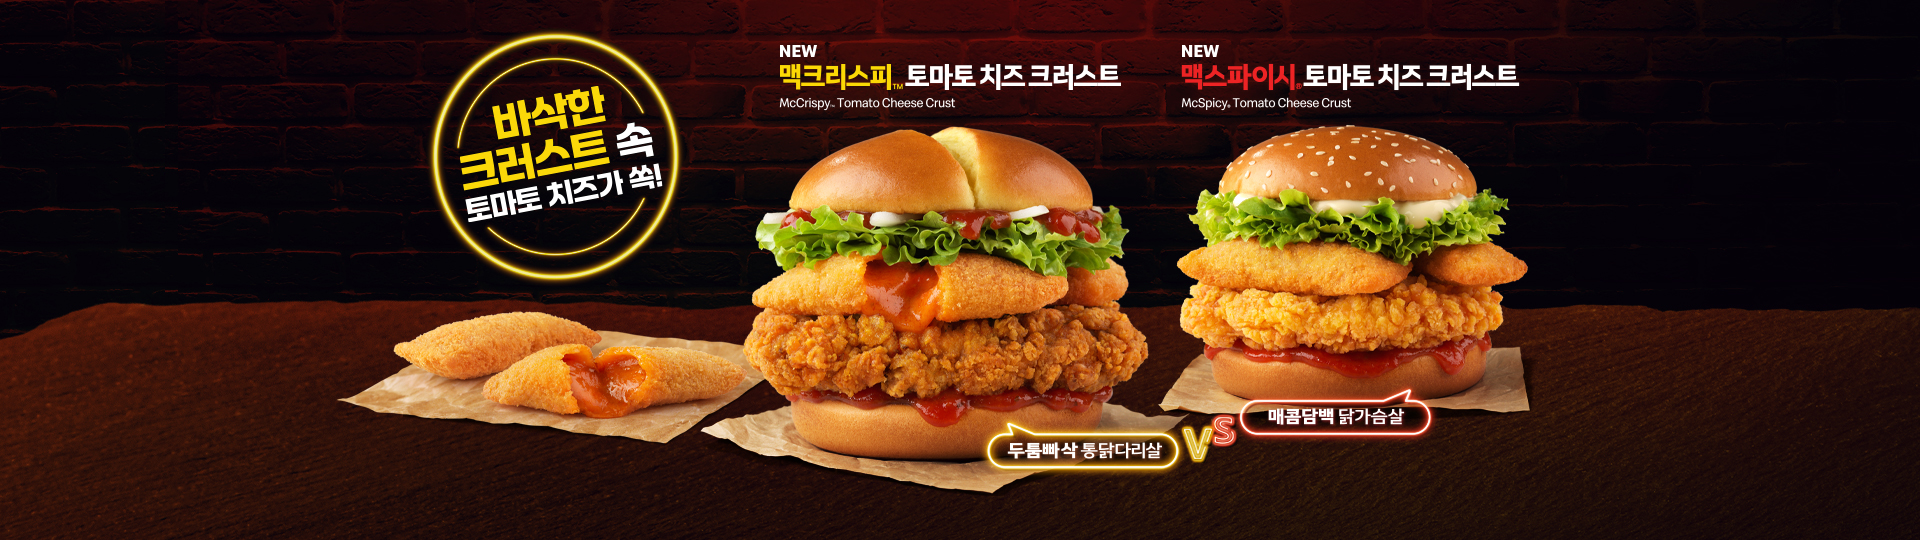 바삭한
크러스트 속
토마토 치즈가 쏙!
NEW
맥크리스피™ 토마토 치즈 크러스트
McCrispy™ Tomato Cheese Crust
NEW
맥스파이시® 토마토 치즈 크러스트
McSpicy® Tomato Cheese Crust
두툼빠삭 통닭다리살
VS
매콤담백 닭가슴살